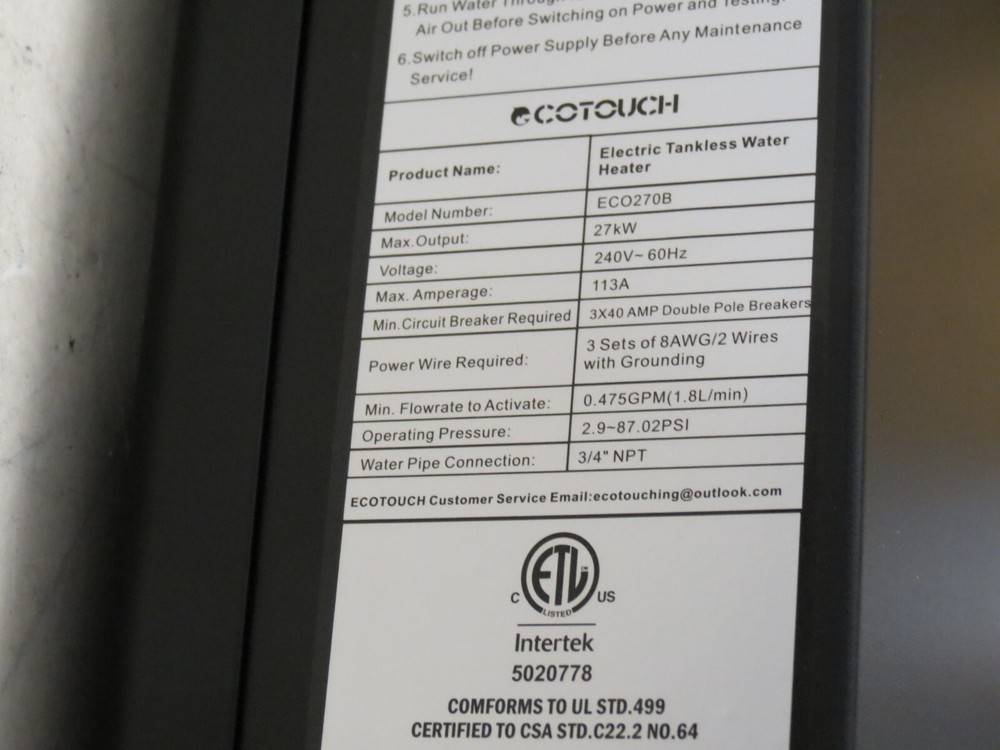 5.Run Water Through
Air Out Before Switching on Power and Testing.
6.Switch off Power Supply Before Any Maintenance
Service!
ECOTOUCH
Product Name: Electric Tankless Water
Heater
Model Number: ECO270B
Max.Output: 27kW
Voltage: 240V~ 60Hz
Max. Amperage: 113A
Min.Circuit Breaker Required 3X40 AMP Double Pole Breakers
Power Wire Required: 3 Sets of 8AWG/2 Wires
with Grounding
Min. Flowrate to Activate: 0.475GPM(1.8L/min)
Operating Pressure: 2.9~87.02PSI
Water Pipe Connection: 3/4" NPT
ECOTOUCH Customer Service Email:ecotouching@outlook.com
ETL
C LISTED US
Intertek
5020778
COMFORMS TO UL STD.499
CERTIFIED TO CSA STD.C22.2 NO.64